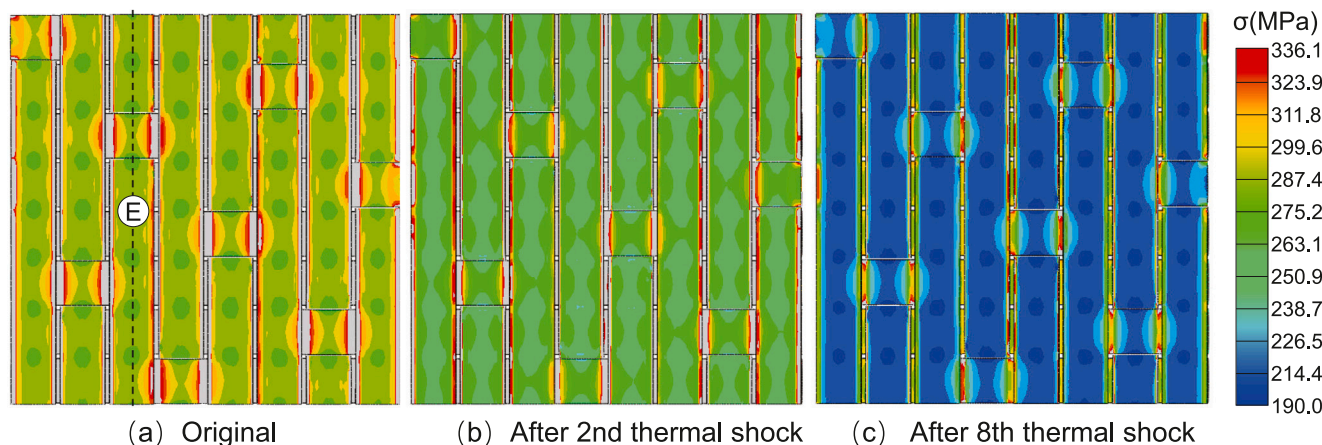 σ(MPa)
336.1
323.9
311.8
299.6
287.4
275.2
263.1
250.9
238.7
226.5
214.4
190.0
E
(a) Original
(b) After 2nd thermal shock
(c) After 8th thermal shock